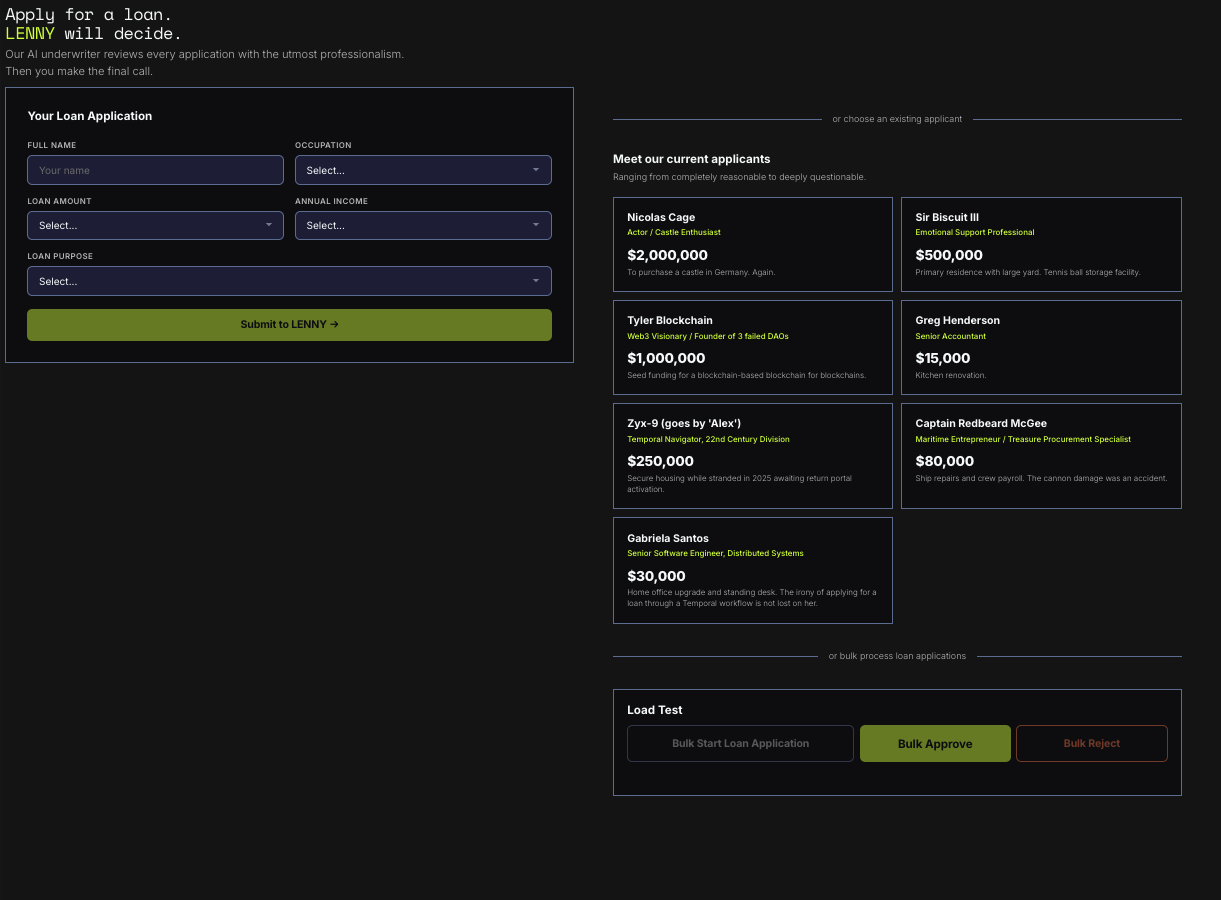 Apply for a loan.
LENNY will decide.
Our AI underwriter reviews every application with the utmost professionalism.
Then you make the final call.
Your Loan Application
FULL NAME
Your name
OCCUPATION
Select...
LOAN AMOUNT
Select...
ANNUAL INCOME
Select...
LOAN PURPOSE
Select...
Submit to LENNY →
or choose an existing applicant
Meet our current applicants
Ranging from completely reasonable to deeply questionable.
Nicolas Cage
Actor / Castle Enthusiast
$2,000,000
To purchase a castle in Germany. Again.
Sir Biscuit III
Emotional Support Professional
$500,000
Primary residence with large yard. Tennis ball storage facility.
Tyler Blockchain
Web3 Visionary / Founder of 3 failed DAOs
$1,000,000
Seed funding for a blockchain-based blockchain for blockchains.
Greg Henderson
Senior Accountant
$15,000
Kitchen renovation.
Zyx-9 (goes by 'Alex')
Temporal Navigator, 22nd Century Division
$250,000
Secure housing while stranded in 2025 awaiting return portal
activation.
Captain Redbeard McGee
Maritime Entrepreneur / Treasure Procurement Specialist
$80,000
Ship repairs and crew payroll. The cannon damage was an accident.
Gabriela Santos
Senior Software Engineer, Distributed Systems
$30,000
Home office upgrade and standing desk. The irony of applying for a
loan through a Temporal workflow is not lost on her.
or bulk process loan applications
Load Test
Bulk Start Loan Application
Bulk Approve
Bulk Reject